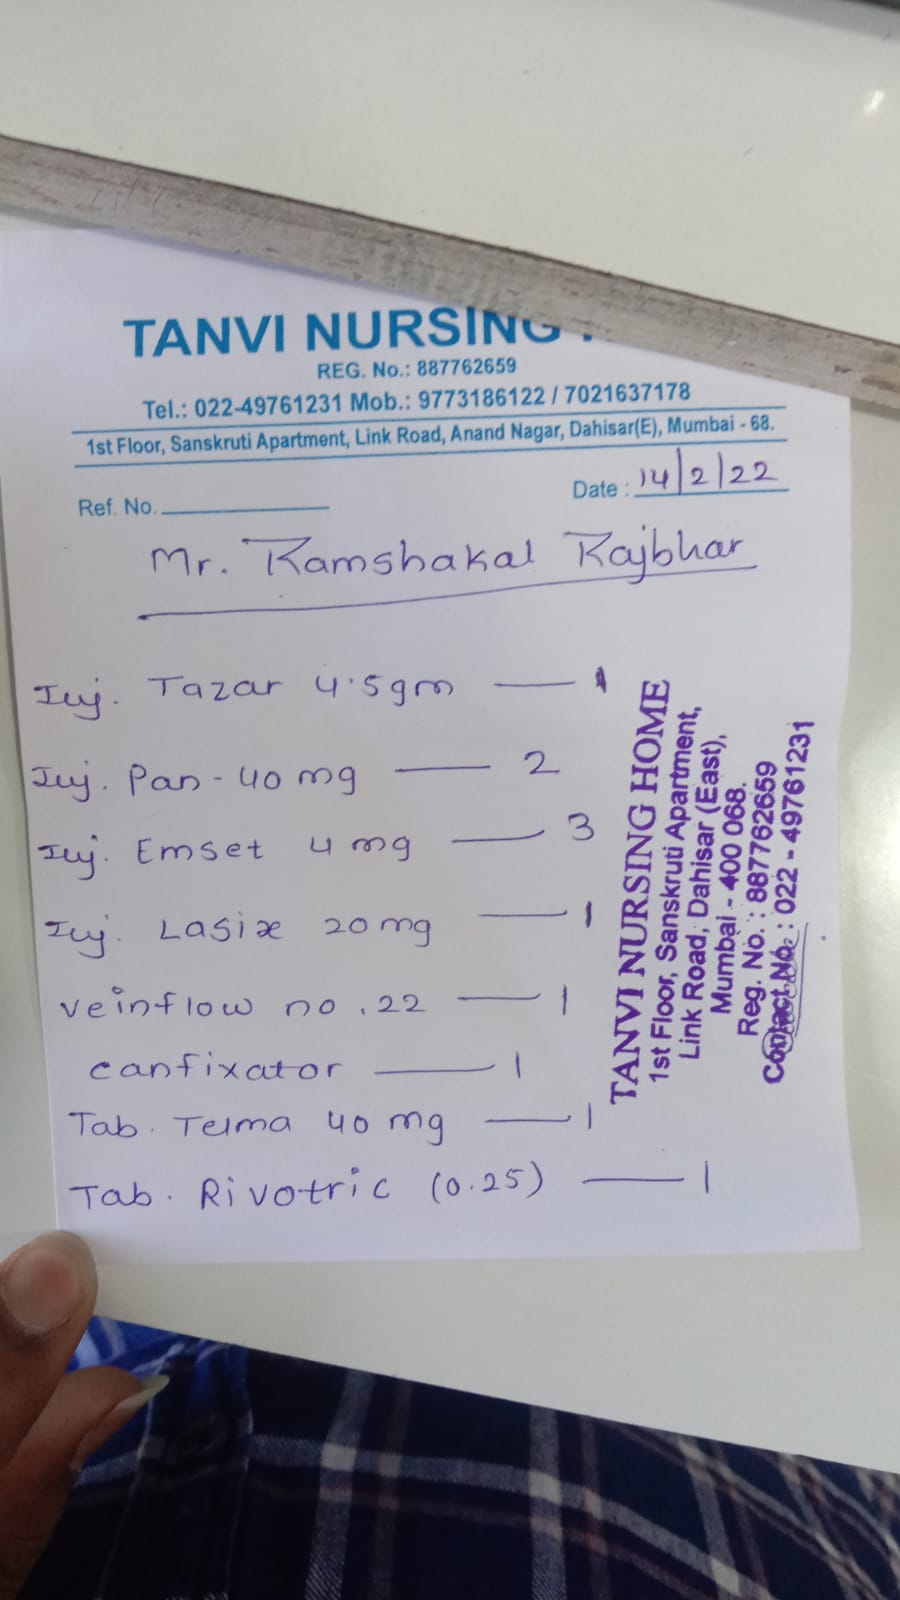 TANVI NURSING
REG. No.: 887762659
Tel.: 022-49761231 Mob.: 9773186122 / 7021637178
1st Floor, Sanskruti Apartment, Link Road, Anand Nagar, Dahisar(E), Mumbai - 68.
Ref. No. Date : 14/2/22
Mr. Ramshakal Rajbhar
Inj. Tazar 4.5gm — 1
Inj. Pan-40 mg — 2
Inj. Emset 4 mg — 3
Inj. Lasix 20 mg — 1
veinflow no .22 — 1
canfixator — 1
Tab. Telma 40 mg — 1
Tab. Rivotric (0.25) — 1
TANVI NURSING HOME
1st Floor, Sanskruti Apartment,
Link Road, Dahisar (East),
Mumbai - 400 068.
Reg. No. : 887762659
Contact No. : 022 - 49761231